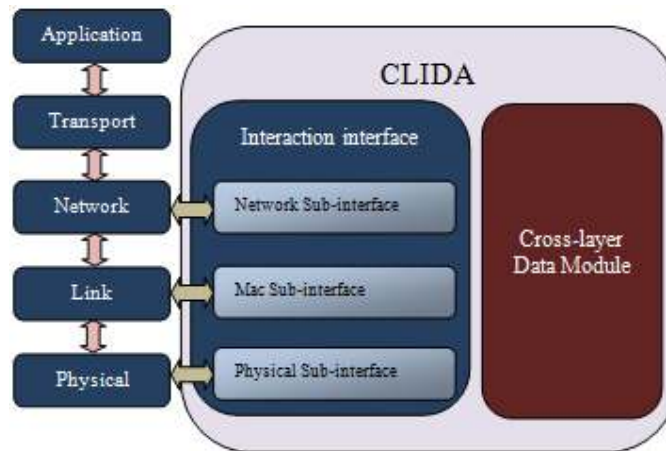 Application
Transport
Network
Link
Physical
CLIDA
Interaction interface
Network Sub-interface
Mac Sub-interface
Physical Sub-interface
Cross-layer
Data Module